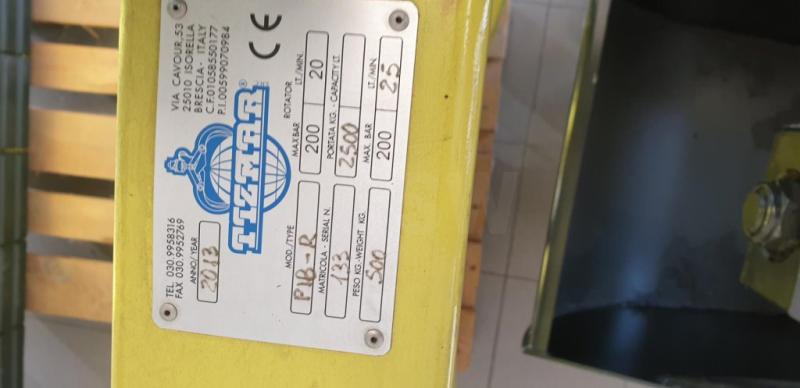 VIA CAVOUR, 53
25010 ISORELLA
BRESCIA - ITALY
C.F.01058550177
P.I.00599070984
CE
TEL 030.9958316
FAX 030.9952769
TIZMAR®
ANNO/YEAR
2013
ROTATOR
MOD./TYPE
MAX.BAR
LT./MIN.
200
20
MATRICOLA - SERIAL N.
PORTATA KG. - CAPACITY LT.
133
2500
PESO KG.-WEIGHT KG.
MAX. BAR
LT./MIN.
500
200
25